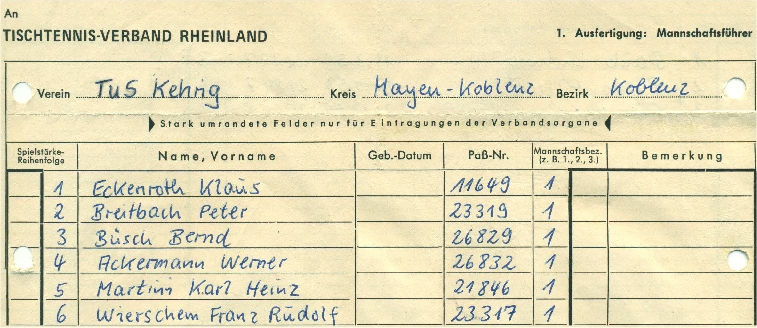 An
TISCHTENNIS-VERBAND RHEINLAND
1. Ausfertigung: Mannschaftsführer
Verein TuS Kehrig Kreis Mayen-Koblenz Bezirk Koblenz
Stark umrandete Felder nur für Eintragungen der Verbandsorgane
Spielstärke-Reihenfolge Name, Vorname Geb.-Datum Paß-Nr. Mannschaftsbez. (z. B. 1., 2., 3.) Bemerkung
1 Eckenroth Klaus 11649 1
2 Breitbach Peter 23319 1
3 Büsch Bernd 26829 1
4 Ackermann Werner 26832 1
5 Martini Karl Heinz 21846 1
6 Wierschem Franz Rudolf 23317 1